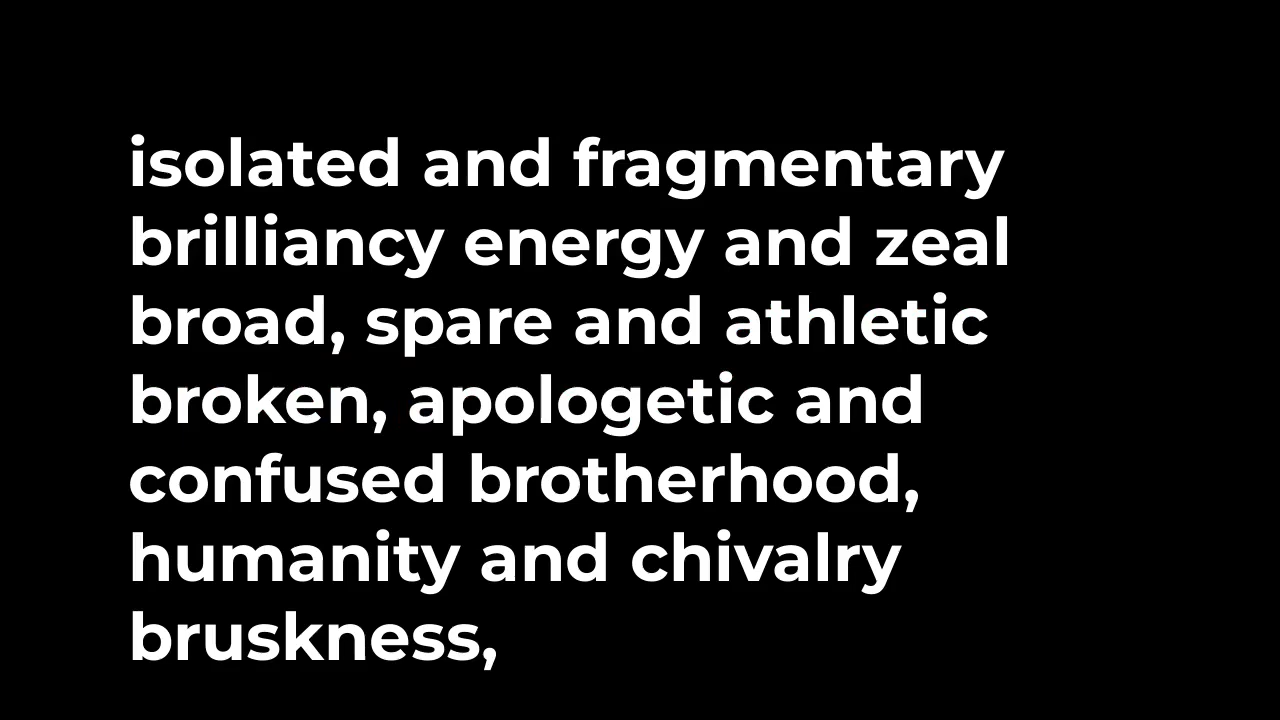 isolated and fragmentary
brilliancy energy and zeal
broad, spare and athletic
broken, apologetic and
confused brotherhood,
humanity and chivalry
bruskness,